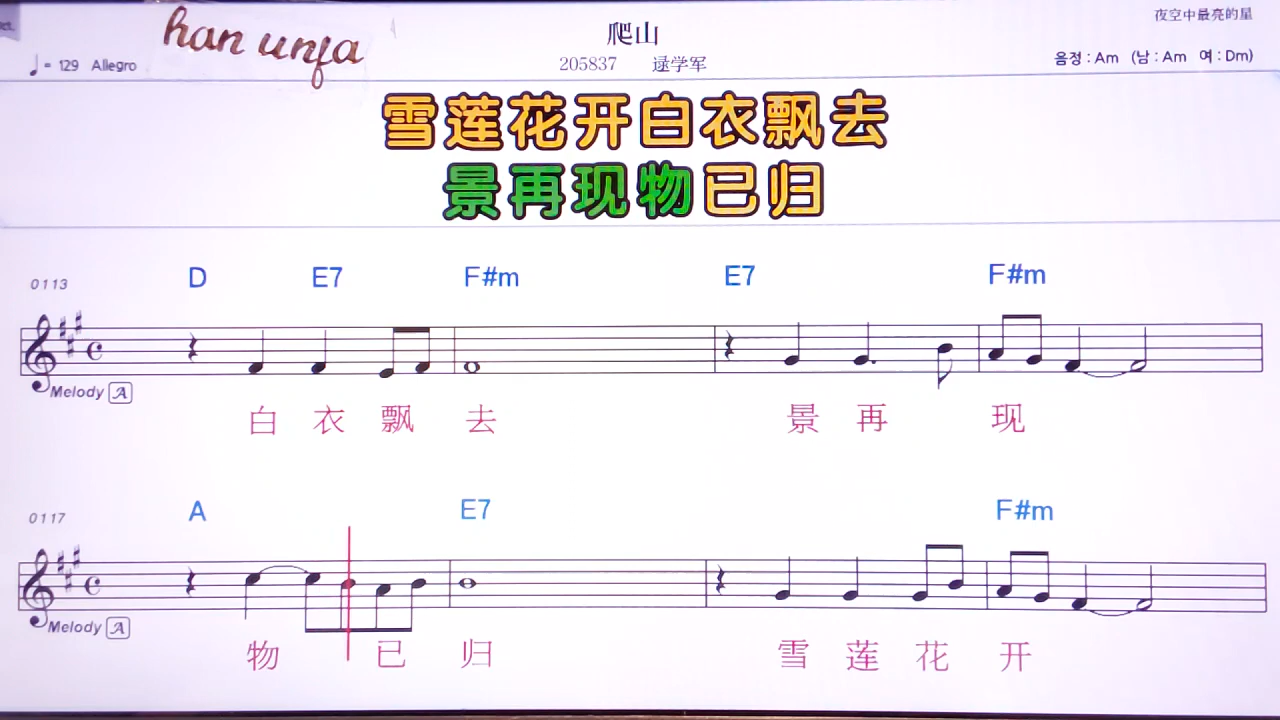 han unfa
爬山
夜空中最亮的星
♩= 129 Allegro
205837 逯学军
음정 : Am (남 : Am 여 : Dm)
雪莲花开白衣飘去
景再现物已归
0113 D E7 F#m E7 F#m
Melody A
白 衣 飘 去 景 再 现
0117 A E7 F#m
Melody A
物 已 归 雪 莲 花 开